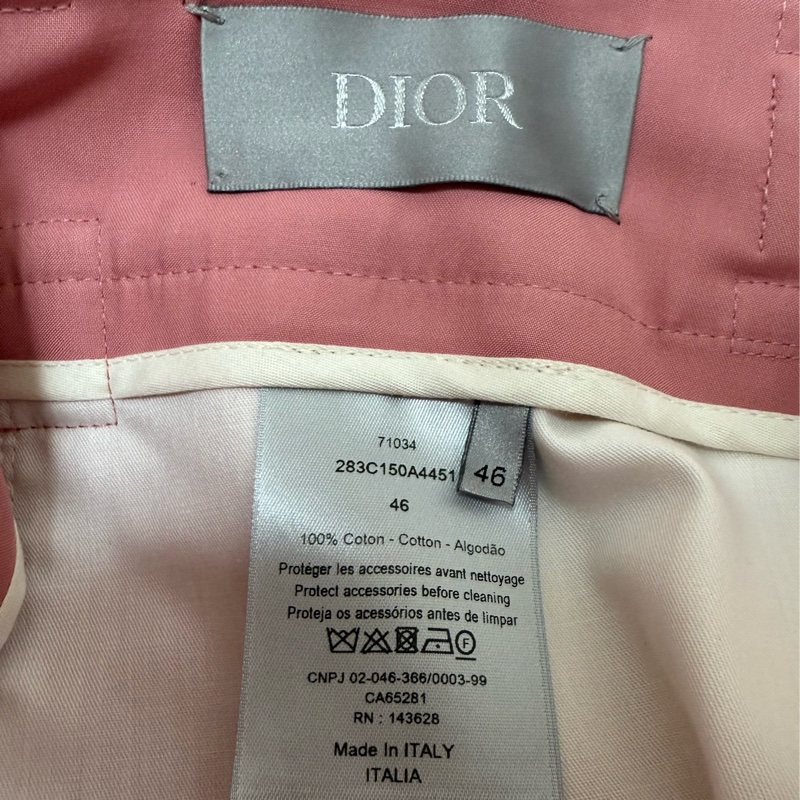 DIOR
71034
283C150A4451
46
46
100% Coton - Cotton - Algodão
Protéger les accessoires avant nettoyage
Protect accessories before cleaning
Proteja os acessórios antes de limpar
F
CNPJ 02-046-366/0003-99
CA65281
RN : 143628
Made In ITALY
ITALIA